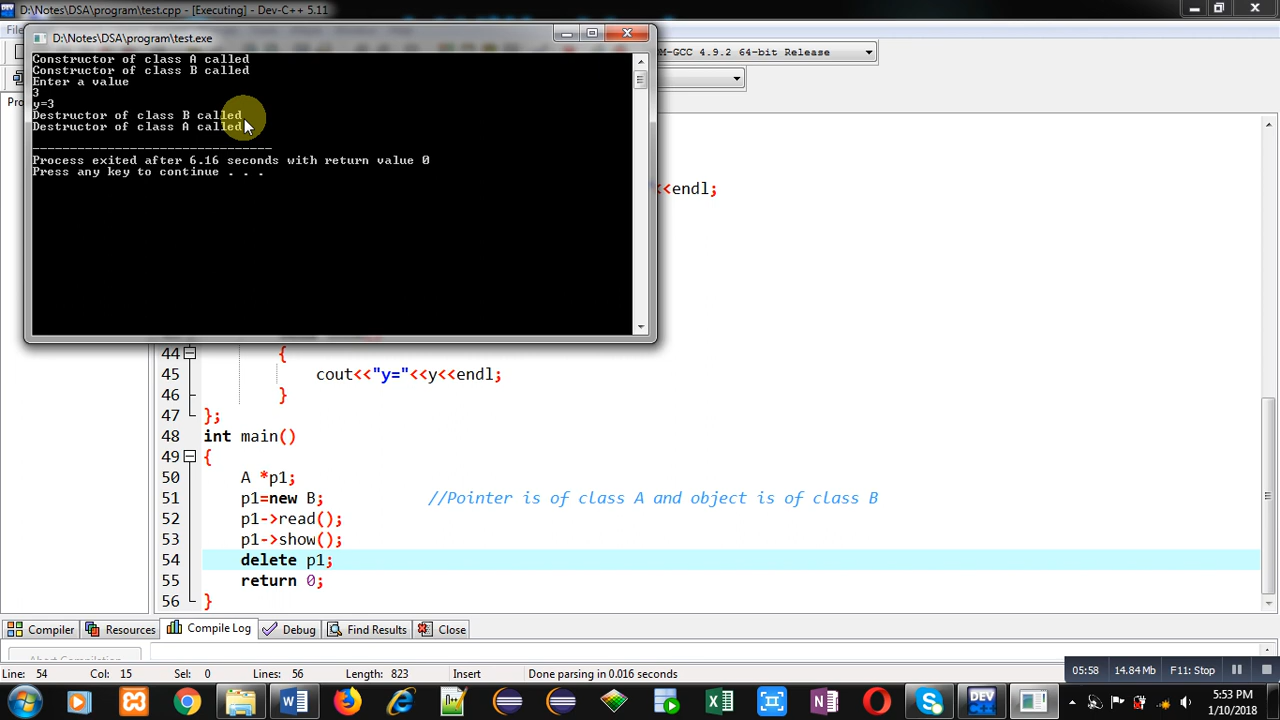 D:\Notes\DSA\program\test.cpp - [Executing] - Dev-C++ 5.11
D:\Notes\DSA\program\test.exe
Constructor of class A called
Constructor of class B called
Enter a value
3
y=3
Destructor of class B called
Destructor of class A called
--------------------------------
Process exited after 6.16 seconds with return value 0
Press any key to continue . . .
M-GCC 4.9.2 64-bit Release
<<endl;
44 {
45 cout<<"y="<<y<<endl;
46 }
47 };
48 int main()
49 {
50 A *p1;
51 p1=new B; //Pointer is of class A and object is of class B
52 p1->read();
53 p1->show();
54 delete p1;
55 return 0;
56 }
Compiler Resources Compile Log Debug Find Results Close
Abort Compilation
Line: 54 Col: 15 Sel: 0 Lines: 56 Length: 823 Insert Done parsing in 0.016 seconds
05:58 14.84 Mb F11: Stop
5:53 PM
1/10/2018